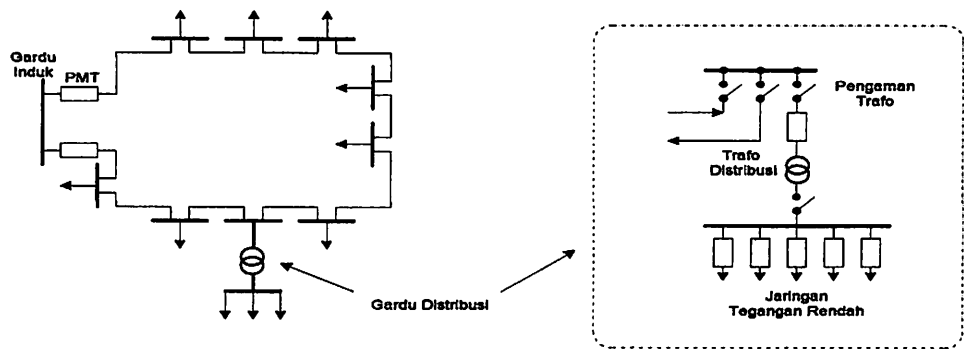 Gardu
Induk
PMT
Gardu Distribusi
Pengaman
Trafo
Trafo
Distribusi
Jaringan
Tegangan Rendah